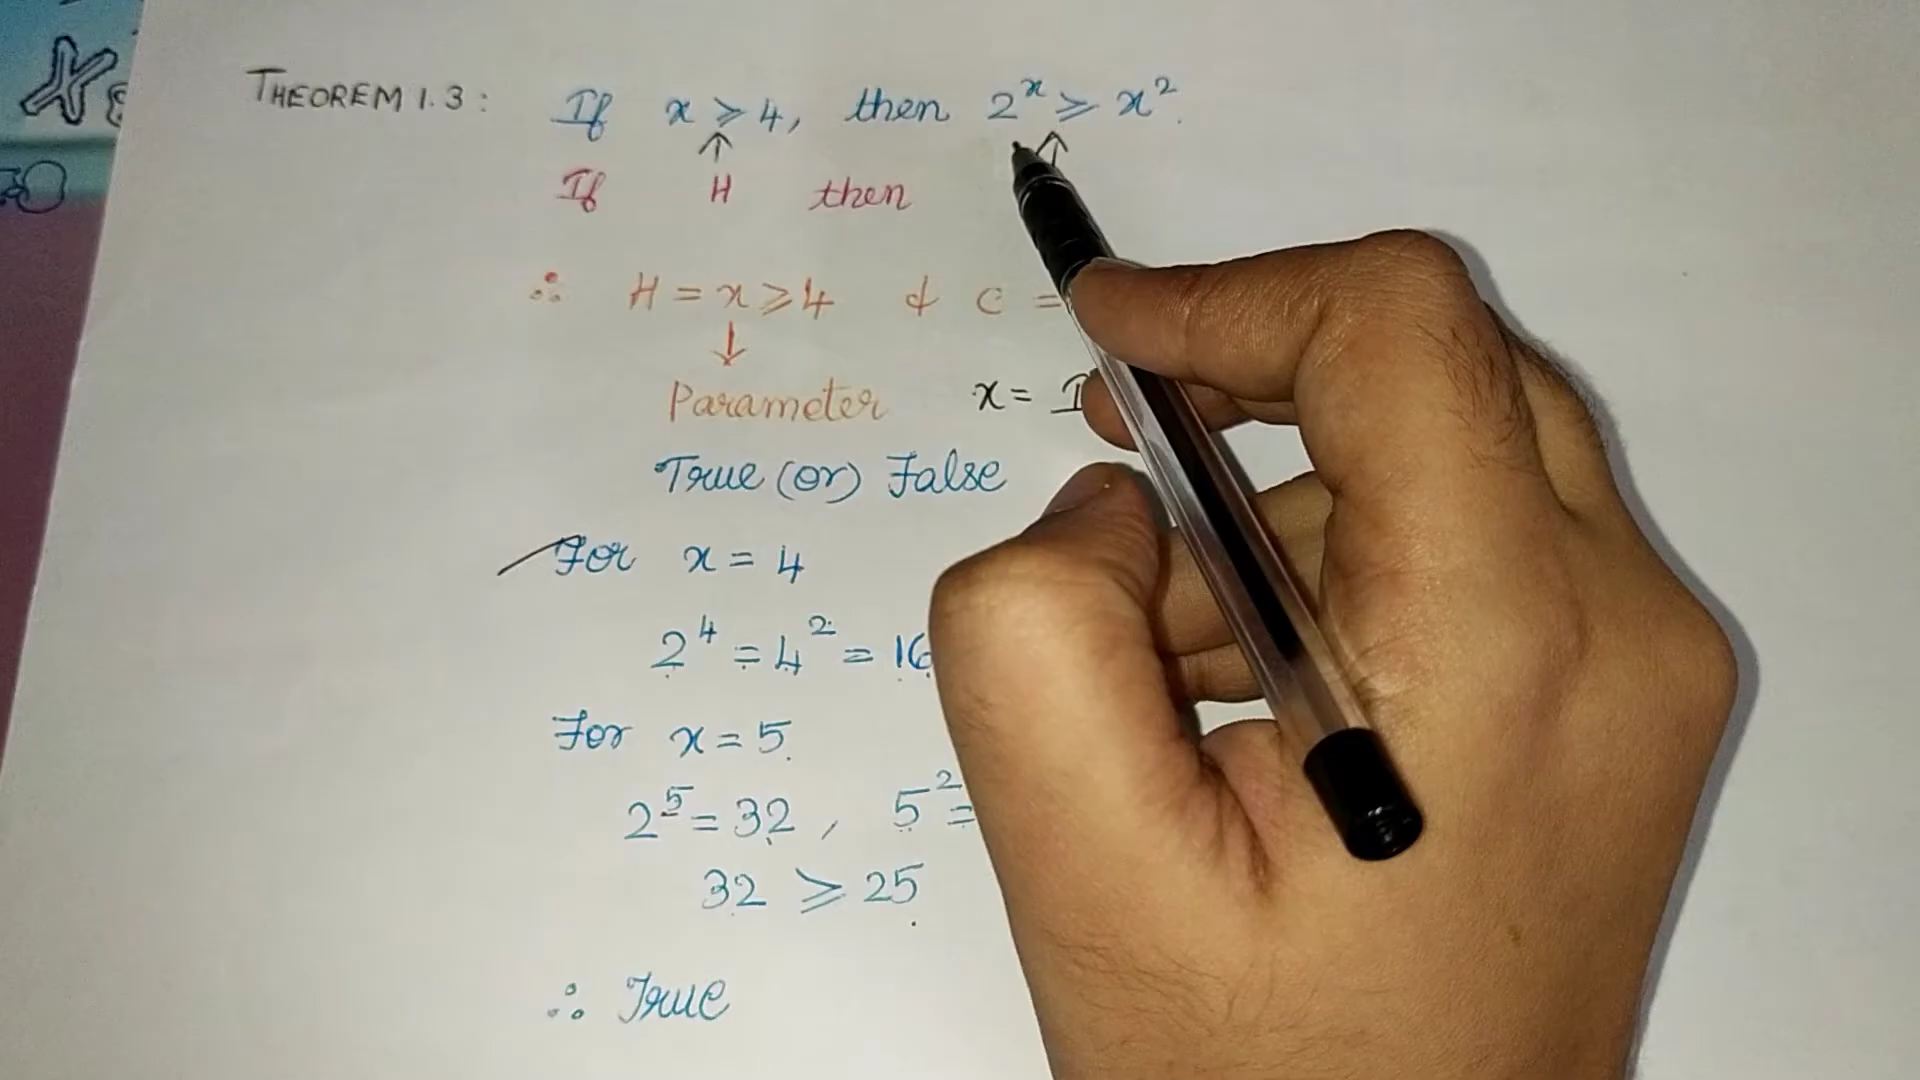 THEOREM 1.3: If x ≥ 4, then 2^x ≥ x^2.
↑ ↑
If H then
∴ H = x ≥ 4 & C =
↓
Parameter x =
True (or) False
For x = 4
2^4 = 4^2 = 16
For x = 5.
2^5 = 32, 5^2 =
32 ≥ 25
∴ True